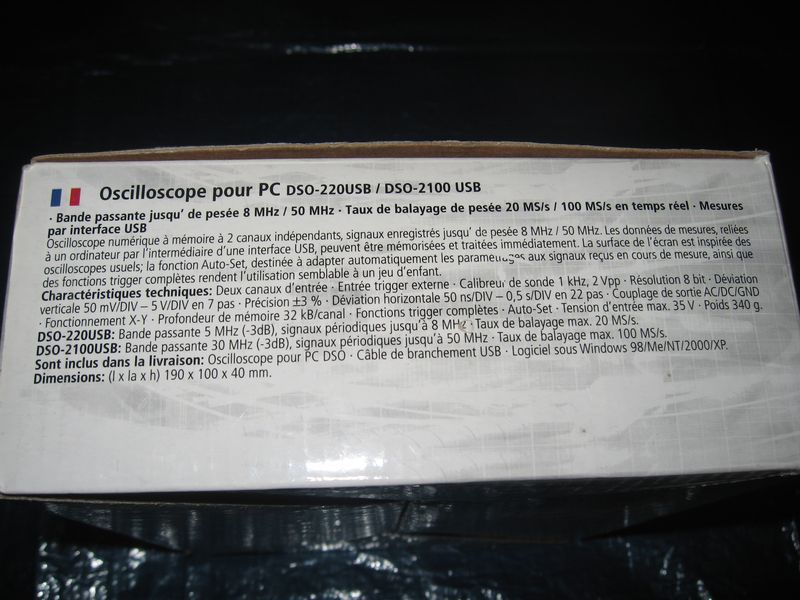 Oscilloscope pour PC DSO-220USB / DSO-2100 USB
· Bande passante jusqu' de pesée 8 MHz / 50 MHz · Taux de balayage de pesée 20 MS/s / 100 MS/s en temps réel · Mesures
par interface USB
Oscilloscope numérique à mémoire à 2 canaux indépendants, signaux enregistrés jusqu' de pesée 8 MHz / 50 MHz. Les données de mesures, reliées
à un ordinateur par l'intermédiaire d'une interface USB, peuvent être mémorisées et traitées immédiatement. La surface de l'écran est inspirée des
oscilloscopes usuels; la fonction Auto-Set, destinée à adapter automatiquement les aux signaux reçus en cours de mesure, ainsi que
des fonctions trigger complètes rendent l'utilisation semblable à un jeu d'enfant.
Charactéristiques techniques: Deux canaux d'entrée · Entrée trigger externe · Calibreur de sonde 1 kHz, 2 Vpp · Résolution 8 bit · Déviation
verticale 50 mV/DIV – 5 V/DIV en 7 pas · Précision ±3 % · Déviation horizontale 50 ns/DIV – 0,5 s/DIV en 22 pas · Couplage de sortie AC/DC/GND
· Fonctionnement X-Y · Profondeur de mémoire 32 kB/canal · Fonctions trigger complètes · Auto-Set · Tension d'entrée max. 35 V · Poids 340 g.
DSO-220USB: Bande passante 5 MHz (-3dB), signaux périodiques jusqu'à 8 MHz · Taux de balayage max. 20 MS/s.
DSO-2100USB: Bande passante 30 MHz (-3dB), signaux périodiques jusqu'à 50 MHz · Taux de balayage max. 100 MS/s.
Sont inclus dans la livraison: Oscilloscope pour PC DSO · Câble de branchement USB · Logiciel sous Windows 98/Me/NT/2000/XP.
Dimensions: (l x la x h) 190 x 100 x 40 mm.